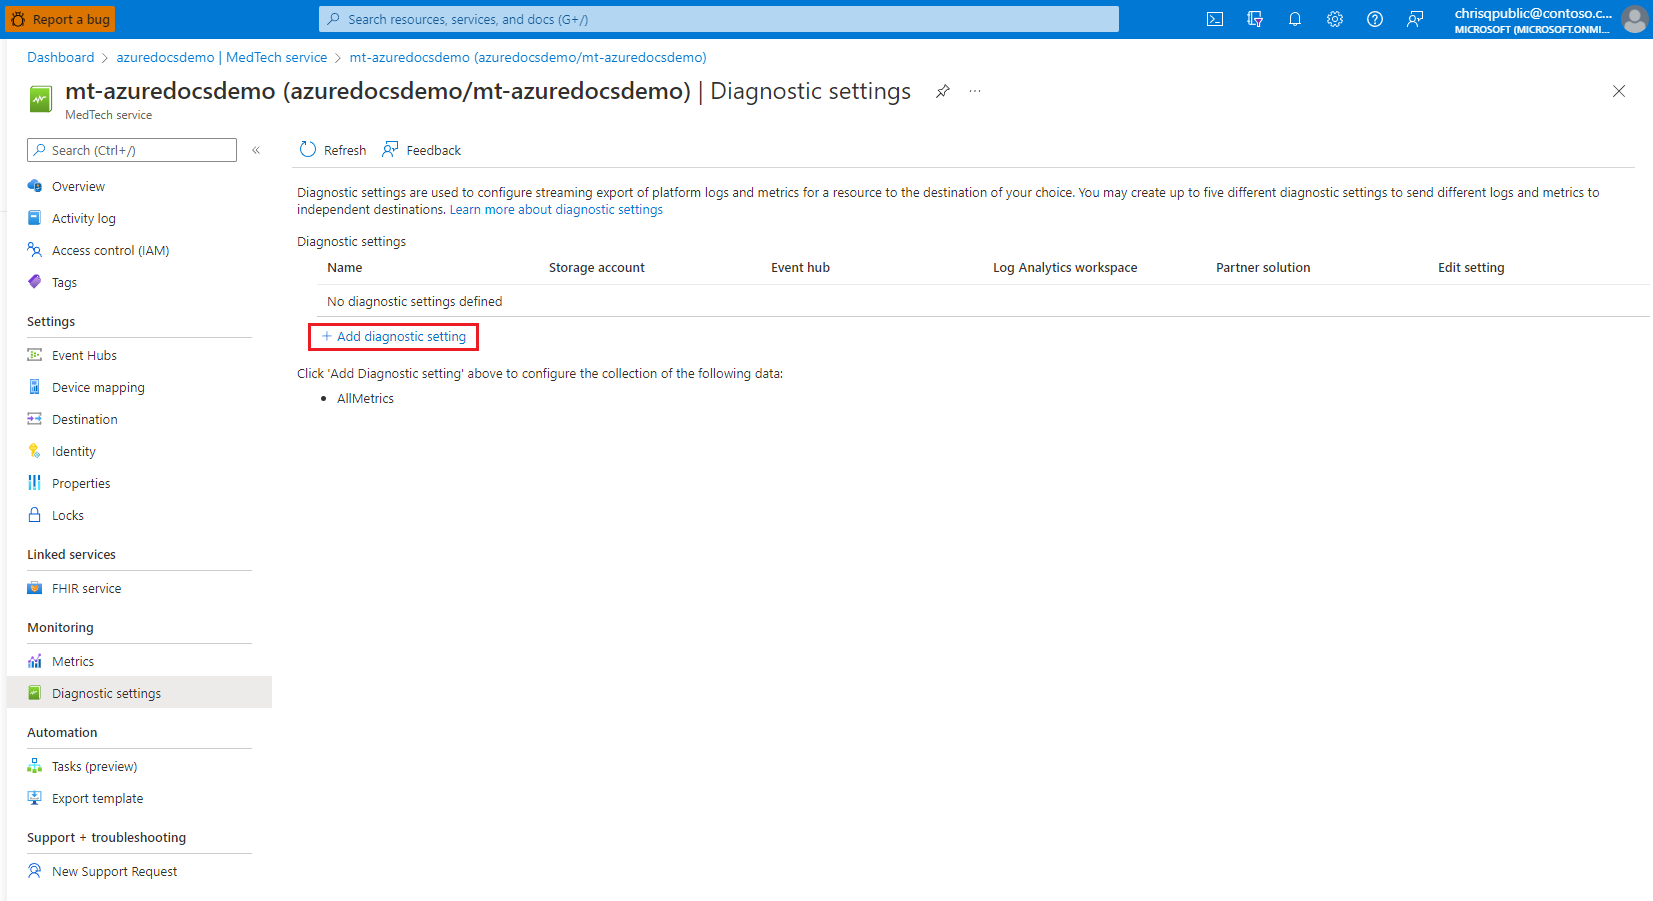 Report a bug
Search resources, services, and docs (G+/)
chrisqpublic@contoso.c...
MICROSOFT (MICROSOFT.ONMI...
Dashboard > azuredocsdemo | MedTech service > mt-azuredocsdemo (azuredocsdemo/mt-azuredocsdemo)
mt-azuredocsdemo (azuredocsdemo/mt-azuredocsdemo) | Diagnostic settings
MedTech service
Search (Ctrl+/)
Overview
Activity log
Access control (IAM)
Tags
Settings
Event Hubs
Device mapping
Destination
Identity
Properties
Locks
Linked services
FHIR service
Monitoring
Metrics
Diagnostic settings
Automation
Tasks (preview)
Export template
Support + troubleshooting
New Support Request
Refresh Feedback
Diagnostic settings are used to configure streaming export of platform logs and metrics for a resource to the destination of your choice. You may create up to five different diagnostic settings to send different logs and metrics to
independent destinations. Learn more about diagnostic settings
Diagnostic settings
Name Storage account Event hub Log Analytics workspace Partner solution Edit setting
No diagnostic settings defined
+ Add diagnostic setting
Click 'Add Diagnostic setting' above to configure the collection of the following data:
• AllMetrics